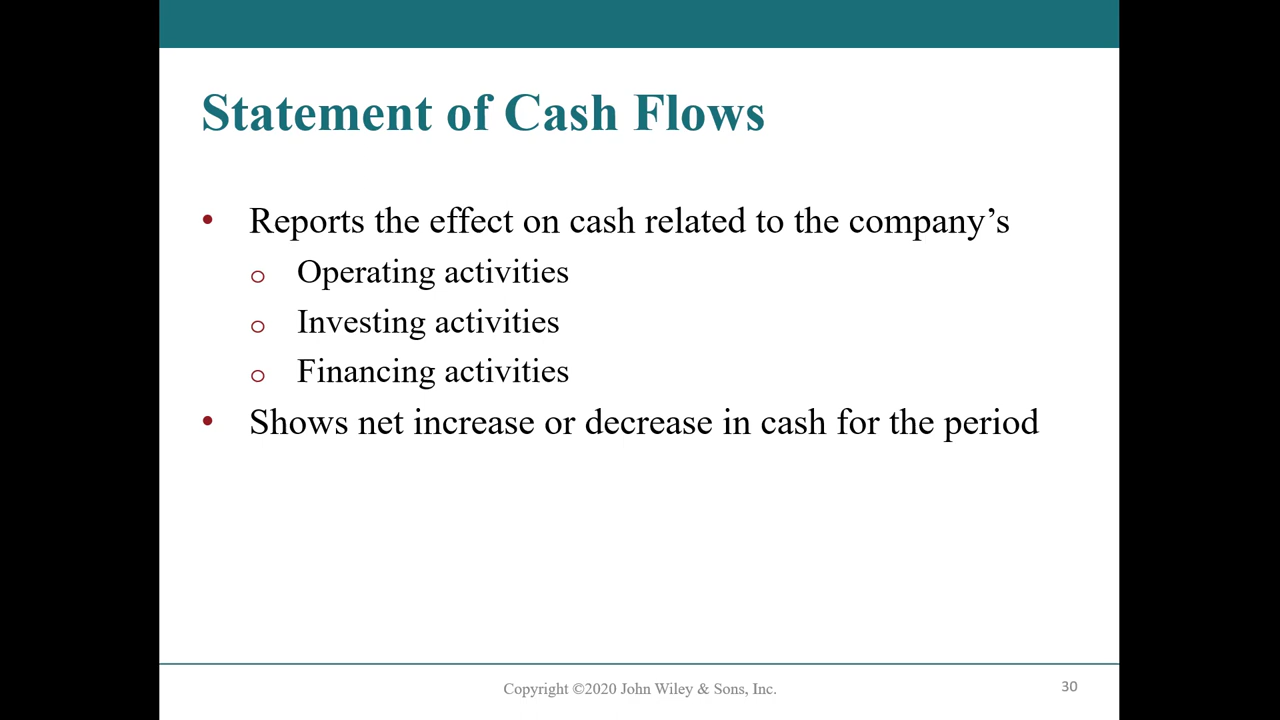 Statement of Cash Flows
• Reports the effect on cash related to the company’s
o Operating activities
o Investing activities
o Financing activities
• Shows net increase or decrease in cash for the period
Copyright ©2020 John Wiley & Sons, Inc.
30